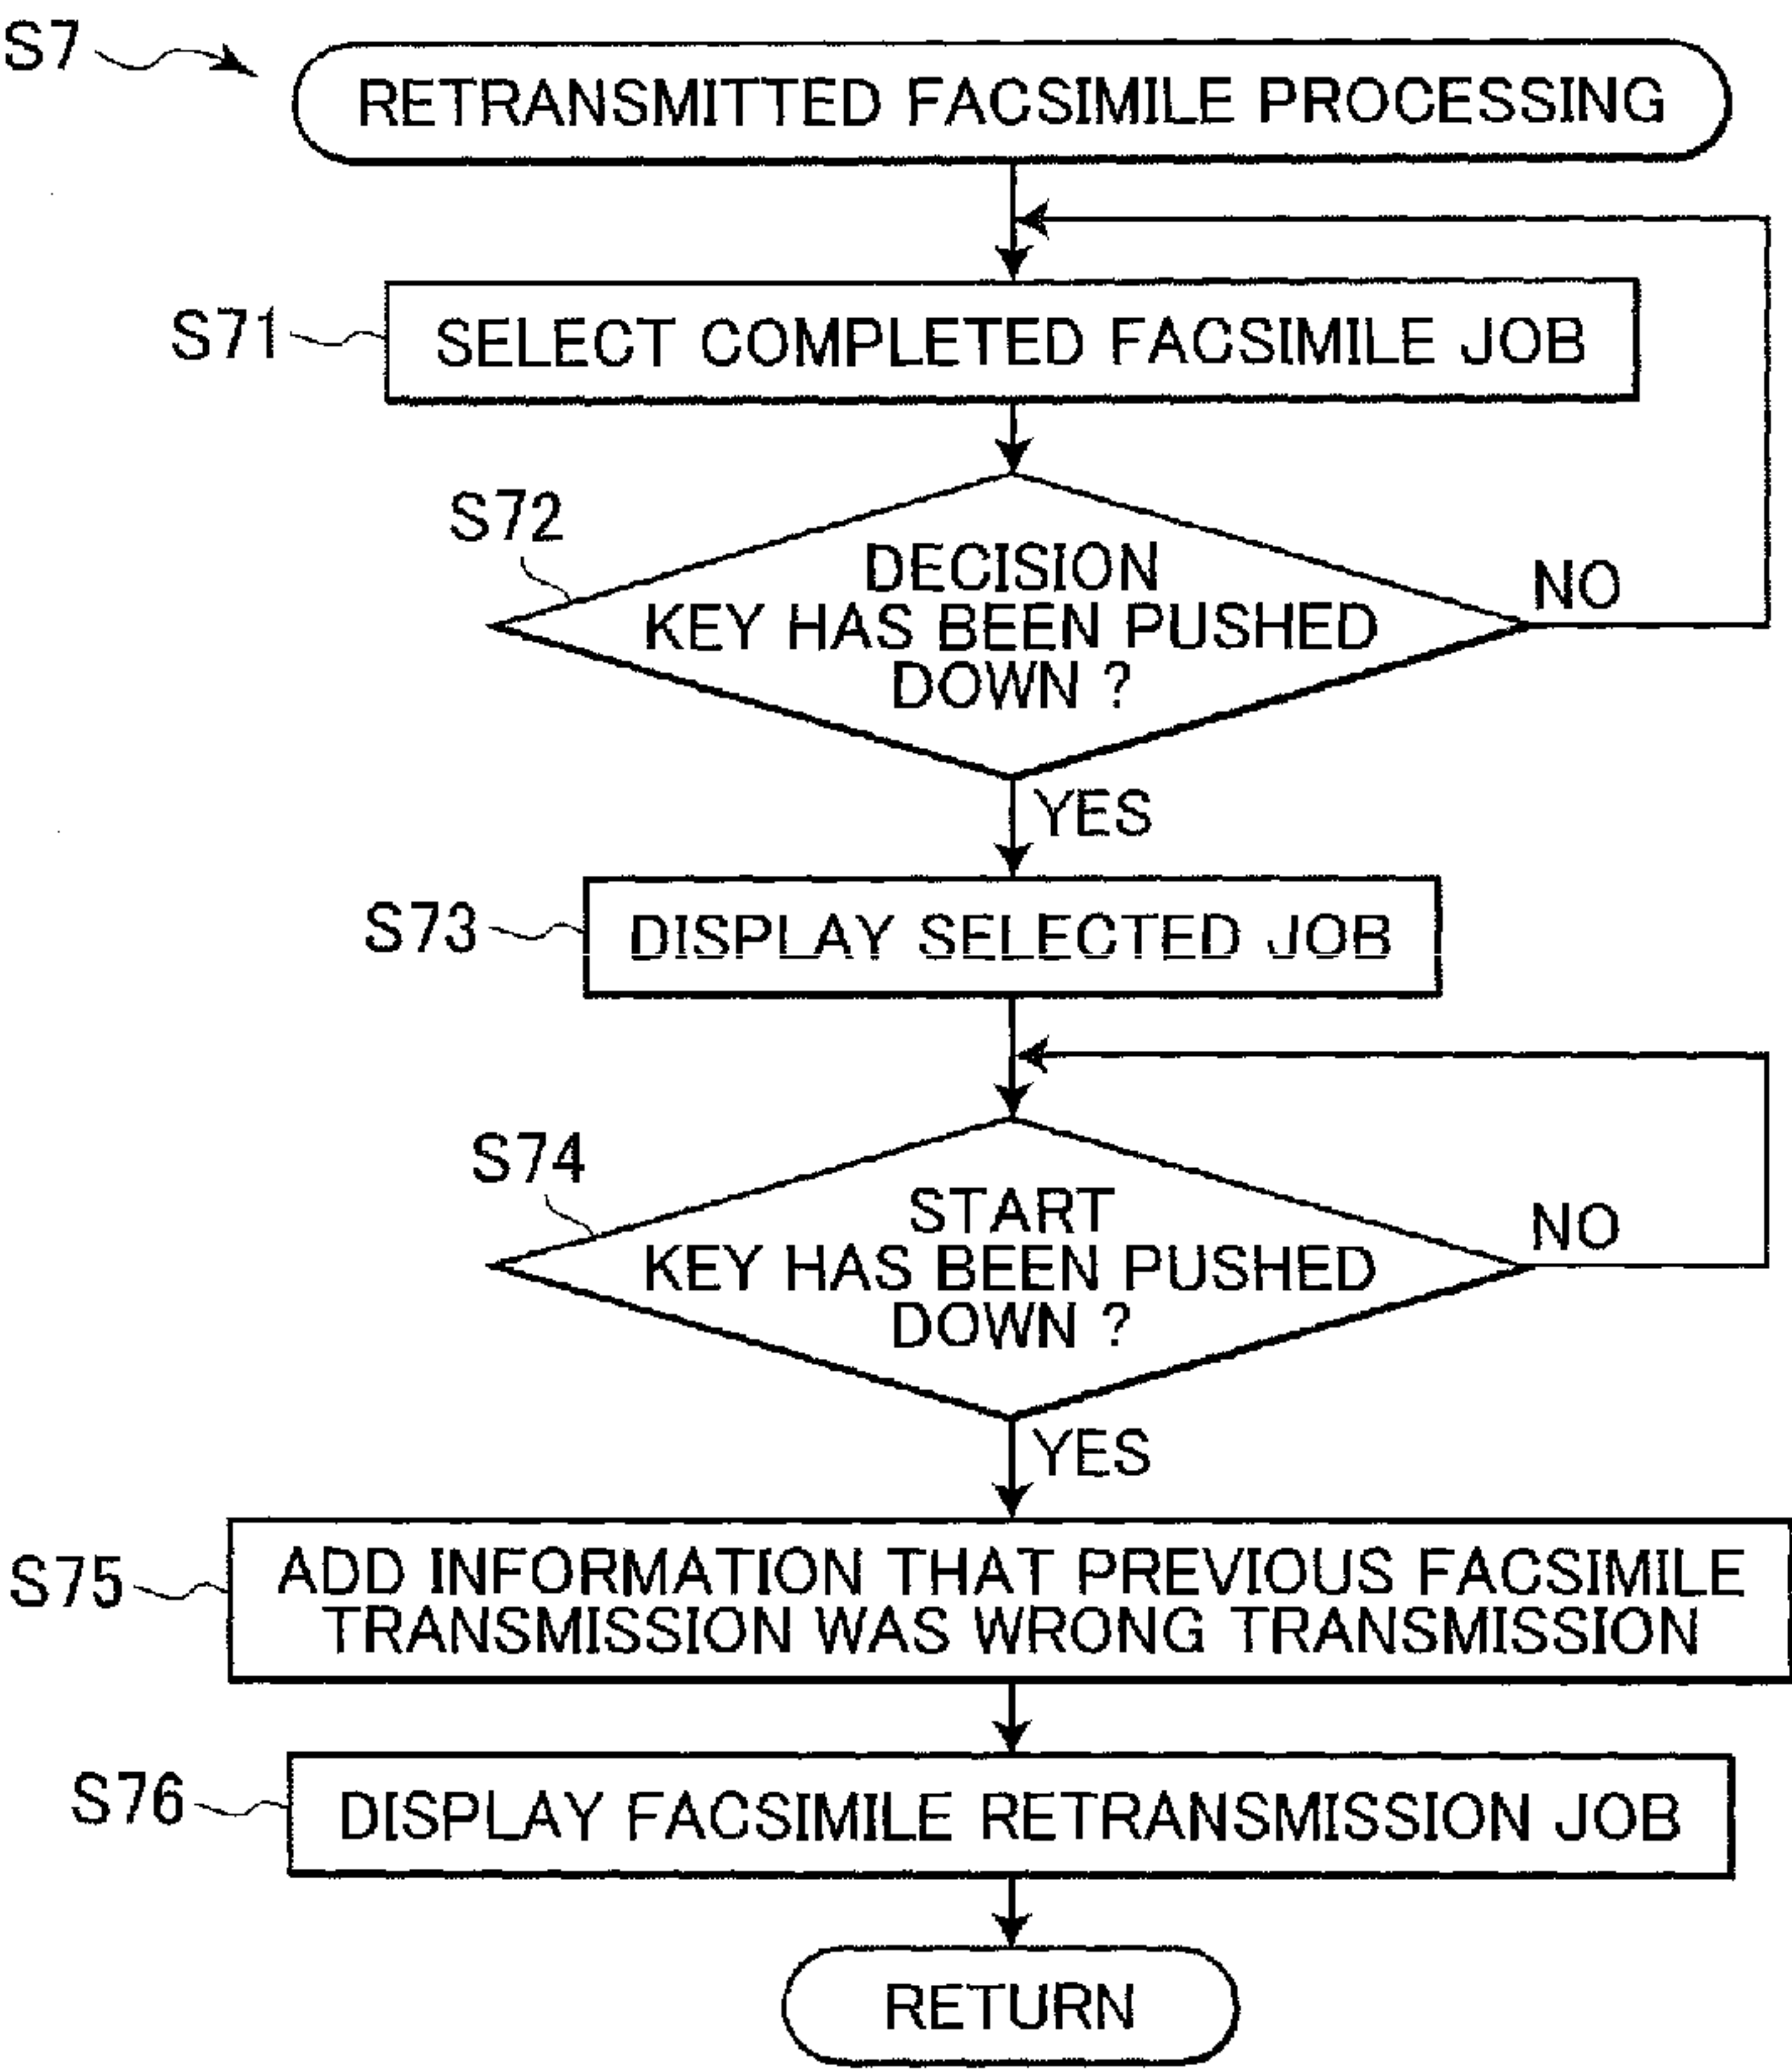 S7
RETRANSMITTED FACSIMILE PROCESSING
S71
SELECT COMPLETED FACSIMILE JOB
S72
DECISION
KEY HAS BEEN PUSHED
DOWN ?
NO
YES
S73
DISPLAY SELECTED JOB
S74
START
KEY HAS BEEN PUSHED
DOWN ?
NO
YES
S75
ADD INFORMATION THAT PREVIOUS FACSIMILE
TRANSMISSION WAS WRONG TRANSMISSION
S76
DISPLAY FACSIMILE RETRANSMISSION JOB
RETURN